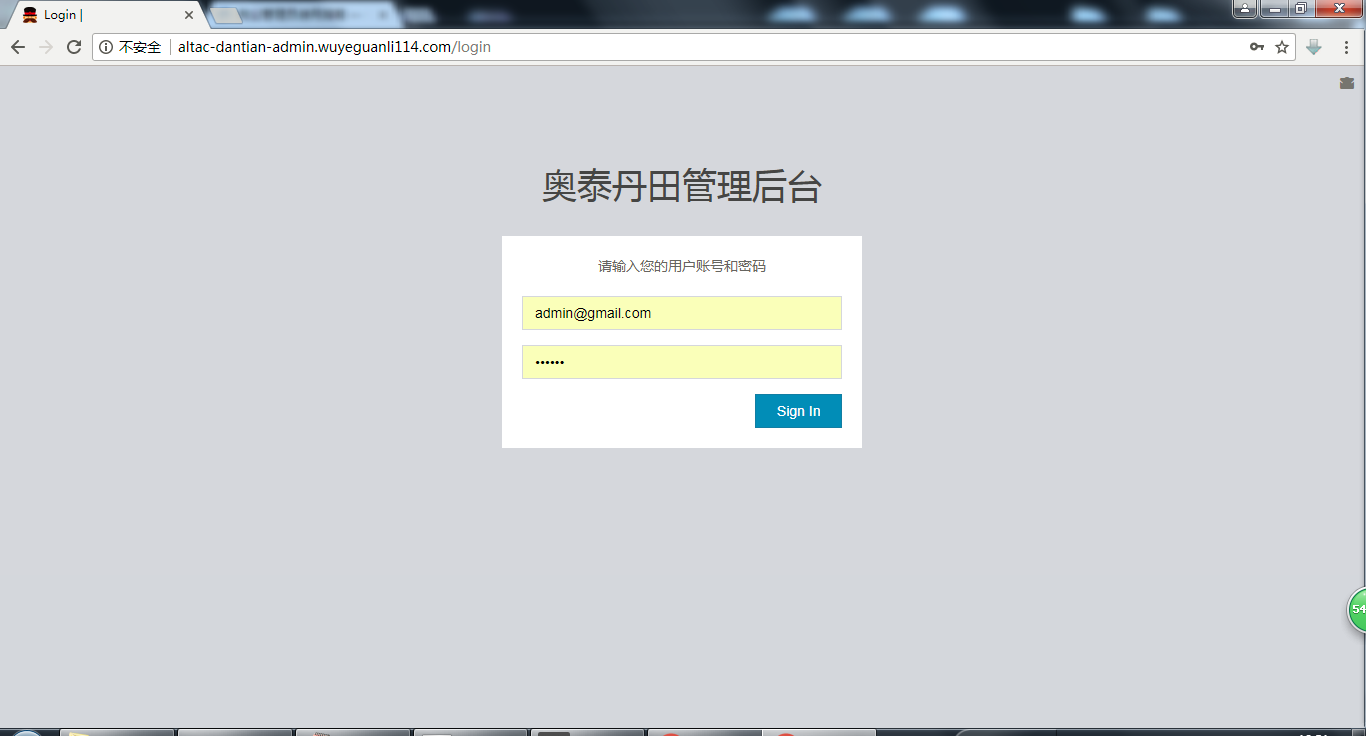 Login |
不安全 altac-dantian-admin.wuyeguanli114.com/login
奥泰丹田管理后台
请输入您的用户账号和密码
admin@gmail.com
••••••
Sign In
54